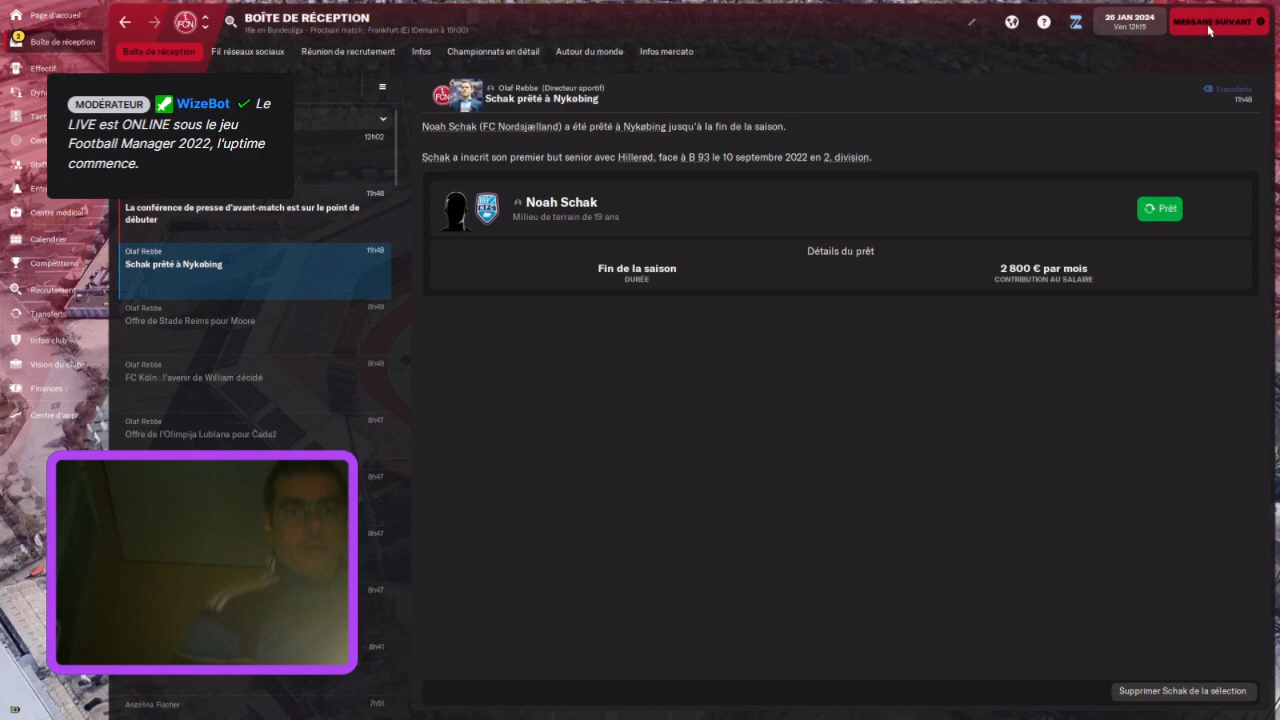 Page d'accueil
BOÎTE DE RÉCEPTION
16e en Bundesliga - Prochain match : Frankfurt (E) (Demain à 15h30)
26 JAN 2024
Ven 12h15
MESSAGE SUIVANT
2
Boîte de réception
Boîte de réception
Fil réseaux sociaux
Réunion de recrutement
Infos
Championnats en détail
Autour du monde
Infos mercato
Effectif
MODÉRATEUR WizeBot Le
LIVE est ONLINE sous le jeu
Football Manager 2022, l'uptime
commence.
Centre médical
Calendrier
Compétitions
Recrutement
Transferts
Infos club
Vision du club
Finances
Centre d'appr.
12h02
11h48
La conférence de presse d'avant-match est sur le point de
débuter
Olaf Rebbe
11h48
Schak prêté à Nykøbing
Olaf Rebbe
8h49
Offre de Stade Reims pour Moore
Olaf Rebbe
8h49
FC Köln : l'avenir de William décidé
Olaf Rebbe
8h47
Offre de l'Olimpija Lublana pour Čadež
8h47
8h47
8h47
8h41
Angelina Fischer
7h51
Olaf Rebbe (Directeur sportif)
Schak prêté à Nykøbing
Transferts
11h48
Noah Schak (FC Nordsjælland) a été prêté à Nykøbing jusqu'à la fin de la saison.
Schak a inscrit son premier but senior avec Hillerød, face à B 93 le 10 septembre 2022 en 2. division.
Noah Schak
Milieu de terrain de 19 ans
Prêt
Détails du prêt
Fin de la saison
DURÉE
2 800 € par mois
CONTRIBUTION AU SALAIRE
Supprimer Schak de la sélection